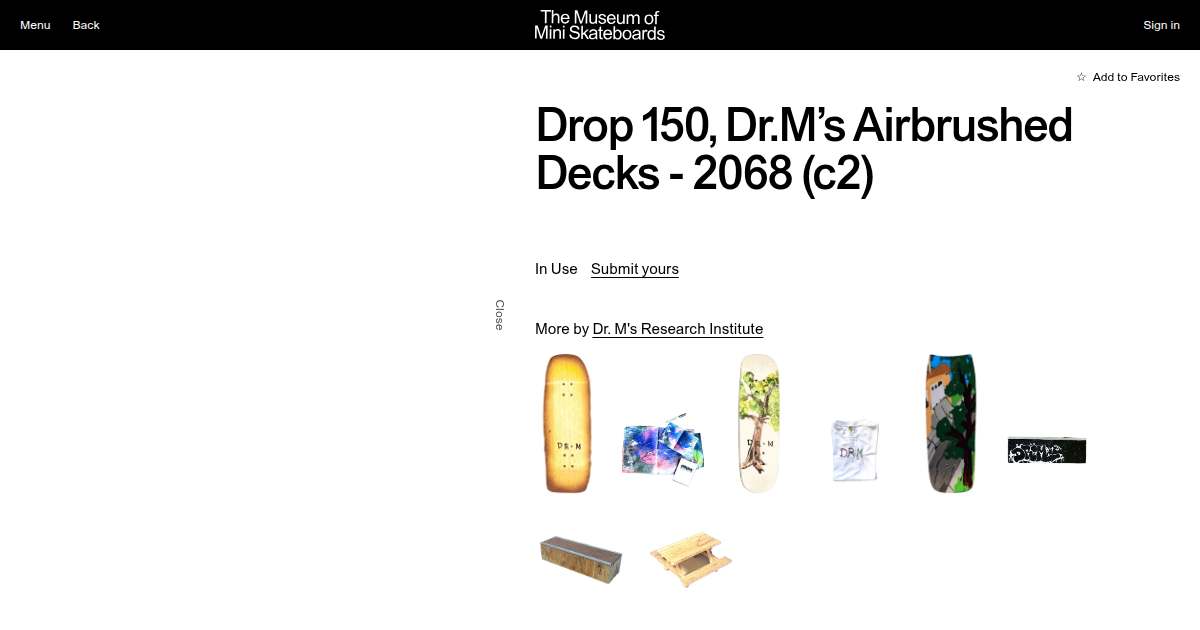 Menu Back
The Museum of
Mini Skateboards
Sign in
☆ Add to Favorites
Drop 150, Dr.M’s Airbrushed
Decks - 2068 (c2)
In Use Submit yours
Close
More by Dr. M's Research Institute
DR·M
DR·M
DR·M